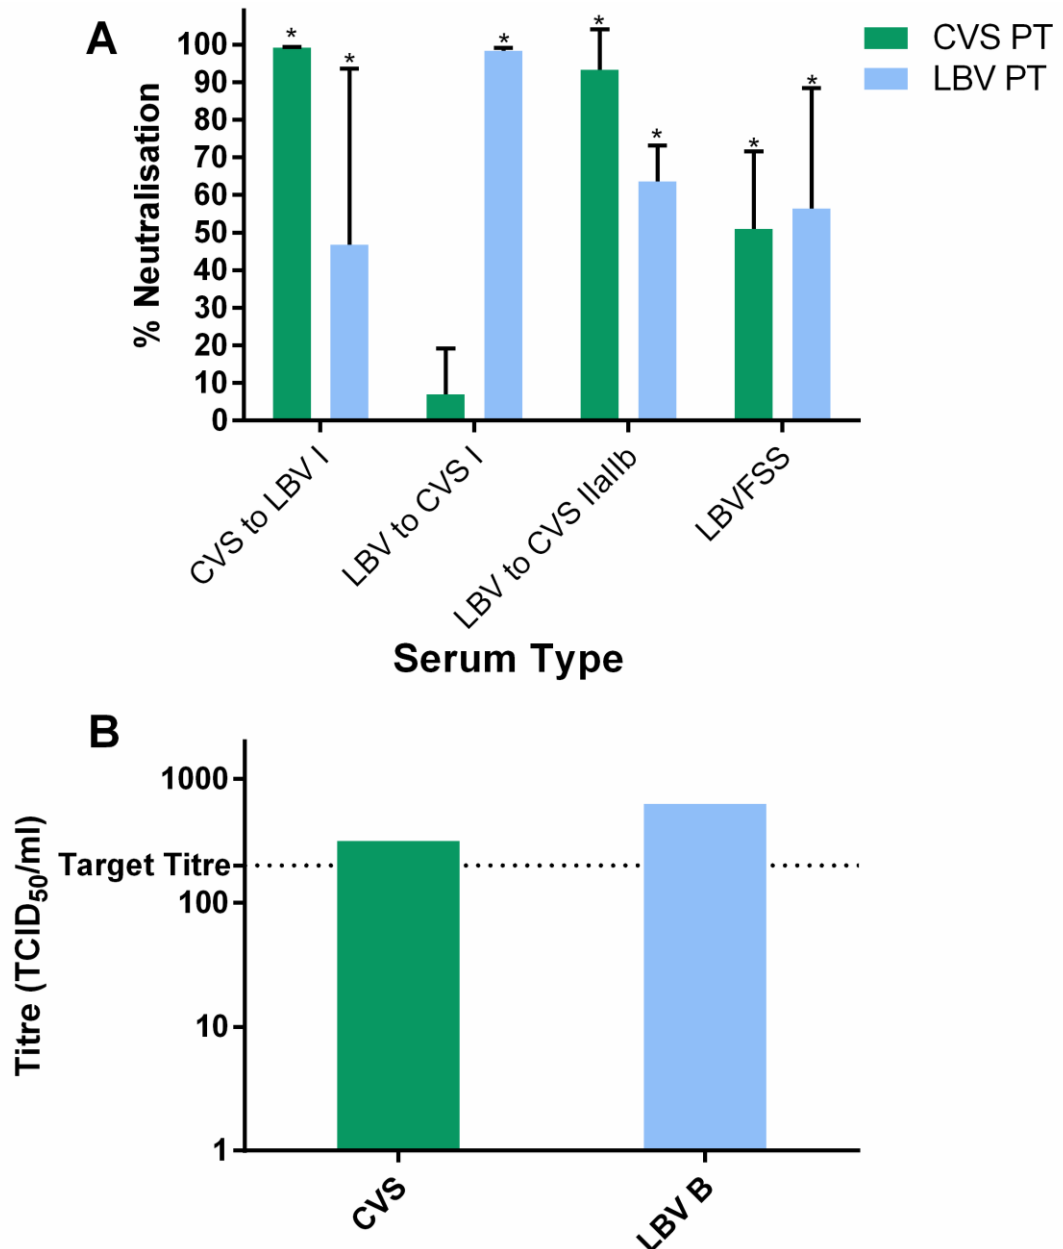 A
CVS PT
LBV PT
% Neutralisation
100
90
80
70
60
50
40
30
20
10
0
* * * * * * *
CVS to LBV I
LBV to CVS I
LBV to CVS IIaIIb
LBVFSS
Serum Type
B
Titre (TCID50/ml)
1000
Target Titre
100
10
1
CVS
LBV B